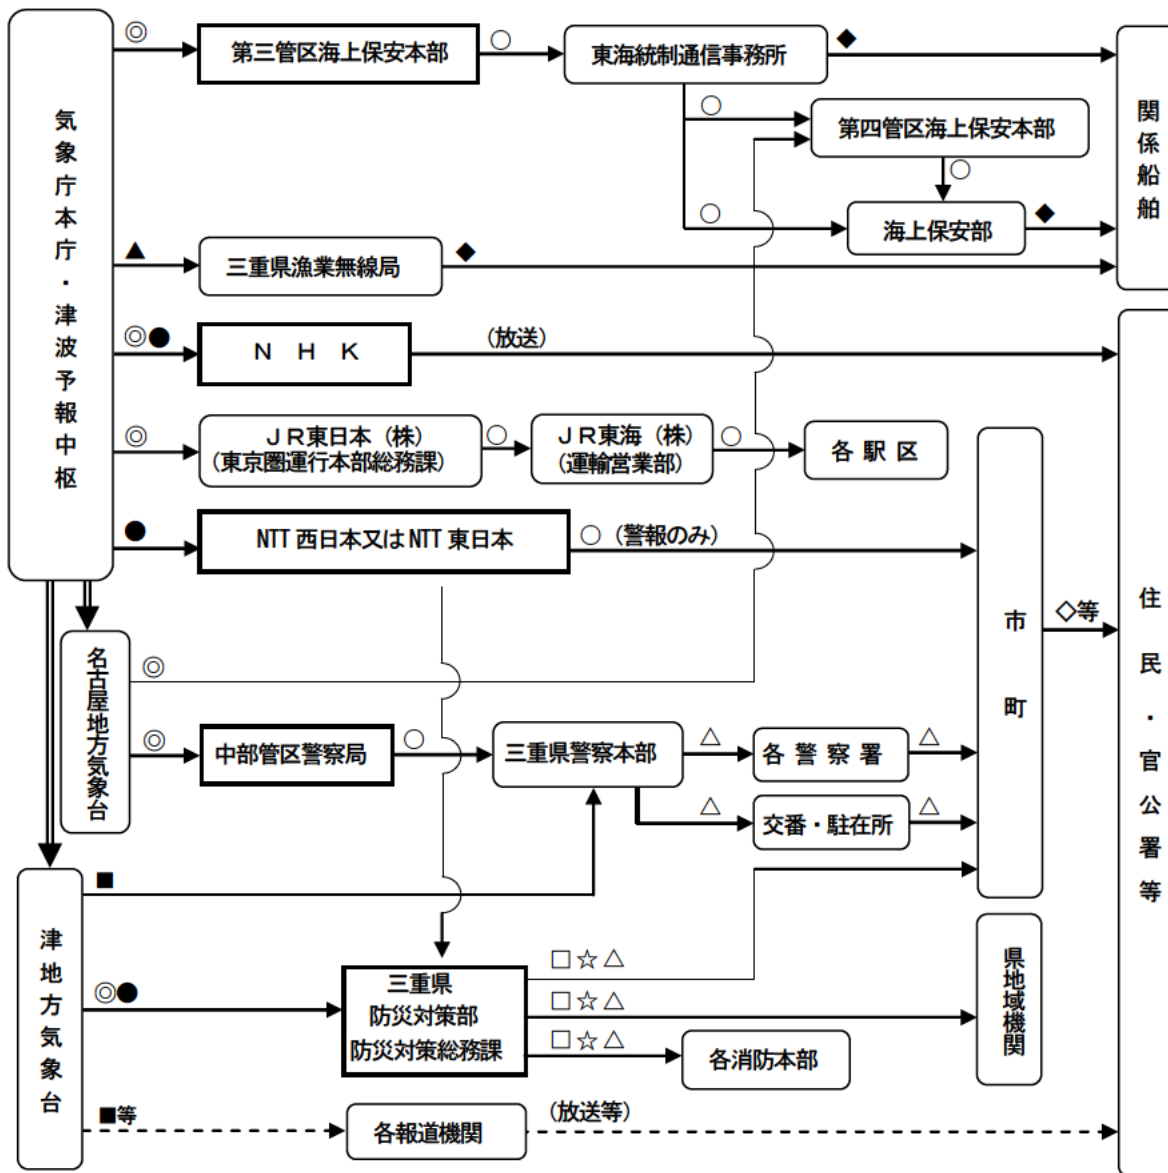 気象庁本庁・津波予報中枢
◎
第三管区海上保安本部
○
東海統制通信事務所
◆
関係船舶
○
第四管区海上保安本部
○
○
海上保安部
◆
▲
三重県漁業無線局
◆
◎●
ＮＨＫ
(放送)
◎
ＪＲ東日本（株）
(東京圏運行本部総務課)
○
ＪＲ東海（株）
(運輸営業部)
○
各駅区
●
NTT 西日本又は NTT 東日本
○（警報のみ）
市町
◇等
住民・官公署等
名古屋地方気象台
◎
◎
中部管区警察局
○
三重県警察本部
△
各警察署
△
△
交番・駐在所
△
津地方気象台
■
◎●
三重県
防災対策部
防災対策総務課
□☆△
□☆△
□☆△
県地域機関
各消防本部
■等
各報道機関
(放送等)